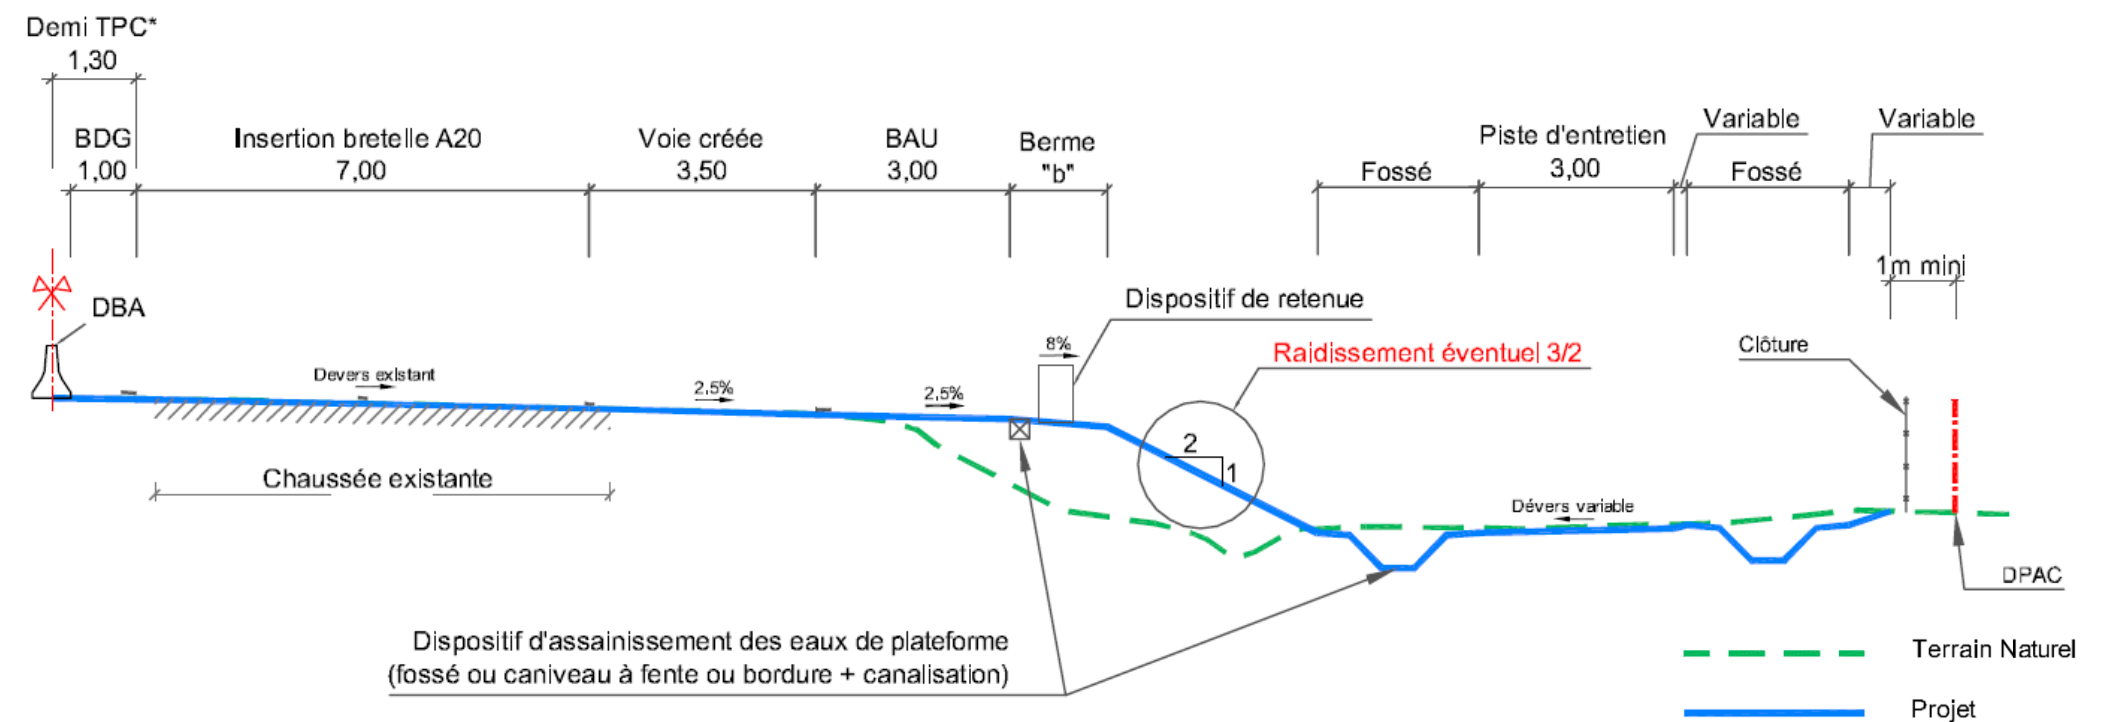 Demi TPC*
1,30
BDG
1,00
Insertion bretelle A20
7,00
Voie créée
3,50
BAU
3,00
Berme
"b"
Fossé
Piste d'entretien
3,00
Variable
Fossé
Variable
1m mini
DBA
Devers existant
2,5%
2,5%
8%
Dispositif de retenue
Raidissement éventuel 3/2
2
1
Clôture
Chaussée existante
Dévers variable
DPAC
Dispositif d'assainissement des eaux de plateforme
(fossé ou caniveau à fente ou bordure + canalisation)
Terrain Naturel
Projet